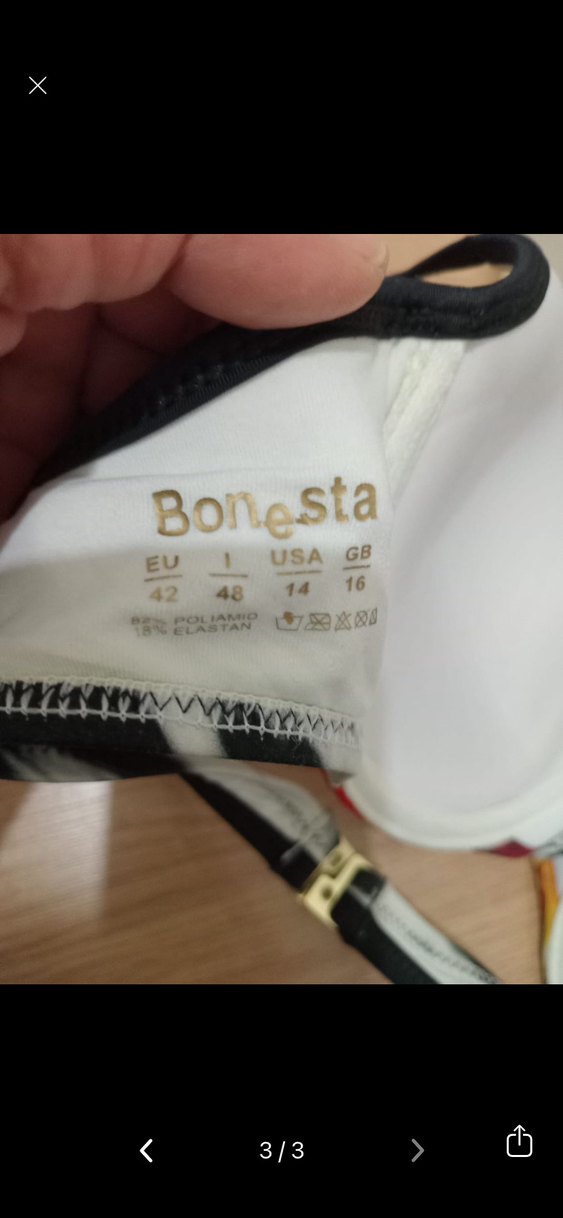 Bonesta
EU I USA GB
42 48 14 16
82% POLIAMID
18% ELASTAN
3 / 3